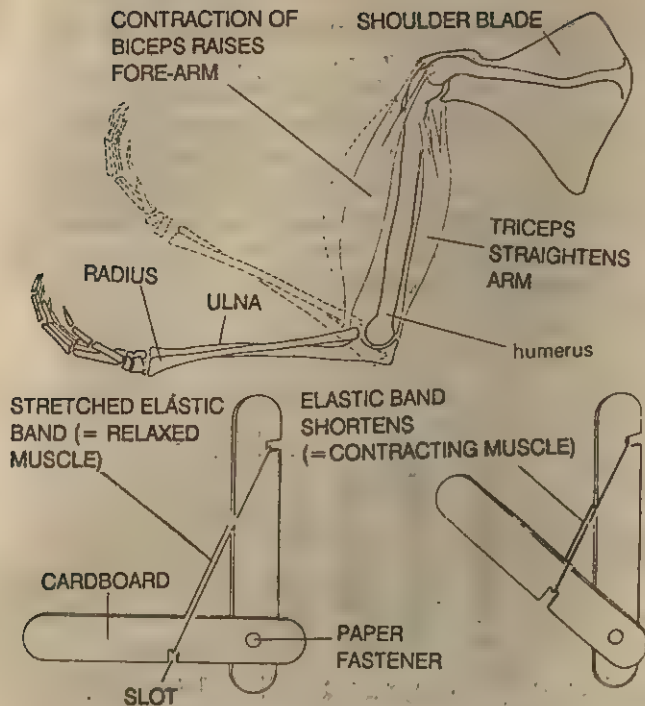 CONTRACTION OF
BICEPS RAISES
FORE-ARM
SHOULDER BLADE
TRICEPS
STRAIGHTENS
ARM
RADIUS
ULNA
humerus
STRETCHED ELASTIC
BAND (= RELAXED
MUSCLE)
ELASTIC BAND
SHORTENS
(=CONTRACTING MUSCLE)
CARDBOARD
PAPER
FASTENER
SLOT